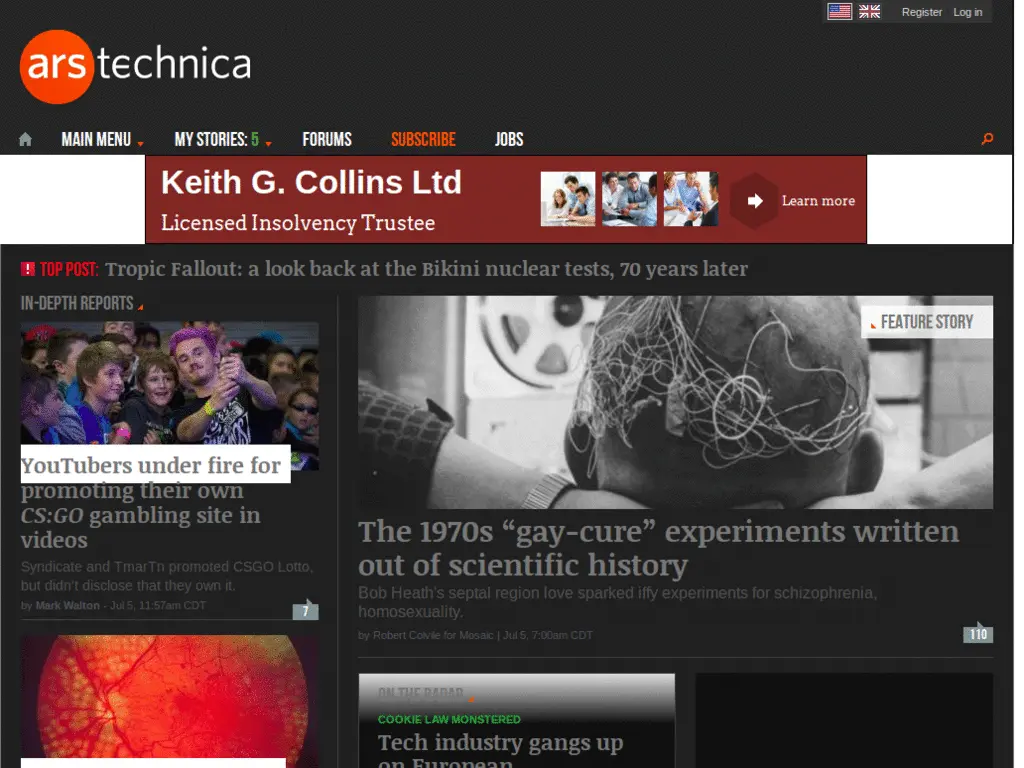 Register Log in
ars technica
MAIN MENU MY STORIES: 5 FORUMS SUBSCRIBE JOBS
Keith G. Collins Ltd
Licensed Insolvency Trustee
Learn more
! TOP POST: Tropic Fallout: a look back at the Bikini nuclear tests, 70 years later
IN-DEPTH REPORTS
YouTubers under fire for
promoting their own
CS:GO gambling site in
videos
Syndicate and TmarTn promoted CSGO Lotto,
but didn't disclose that they own it.
by Mark Walton - Jul 5, 11:57am CDT
7
FEATURE STORY
The 1970s “gay-cure” experiments written
out of scientific history
Bob Heath's septal region love sparked iffy experiments for schizophrenia,
homosexuality.
by Robert Colvile for Mosaic | Jul 5, 7:00am CDT
110
ON THE RADAR
COOKIE LAW MONSTERED
Tech industry gangs up
on European